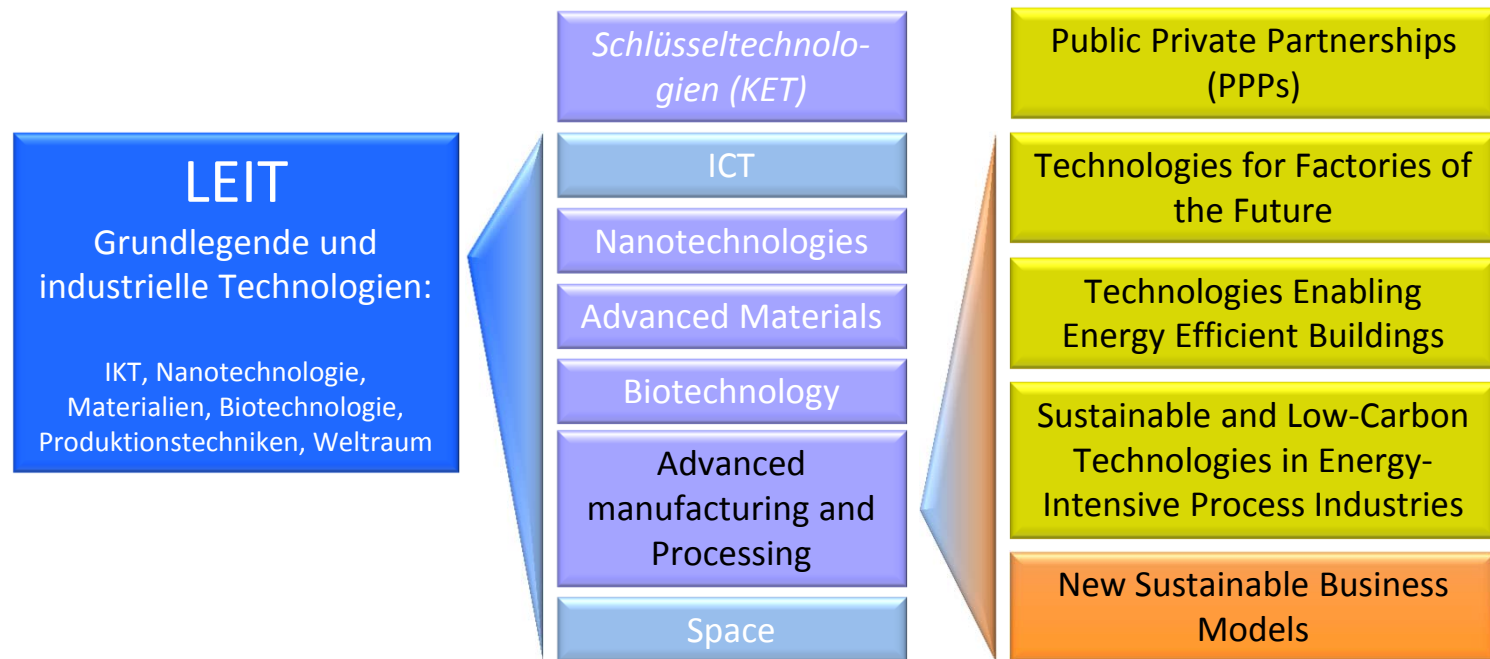 LEIT
Grundlegende und
industrielle Technologien:
IKT, Nanotechnologie,
Materialien, Biotechnologie,
Produktionstechniken, Weltraum
Schlüsseltechnolo-
gien (KET)
ICT
Nanotechnologies
Advanced Materials
Biotechnology
Advanced
manufacturing and
Processing
Space
Public Private Partnerships
(PPPs)
Technologies for Factories of
the Future
Technologies Enabling
Energy Efficient Buildings
Sustainable and Low-Carbon
Technologies in Energy-
Intensive Process Industries
New Sustainable Business
Models